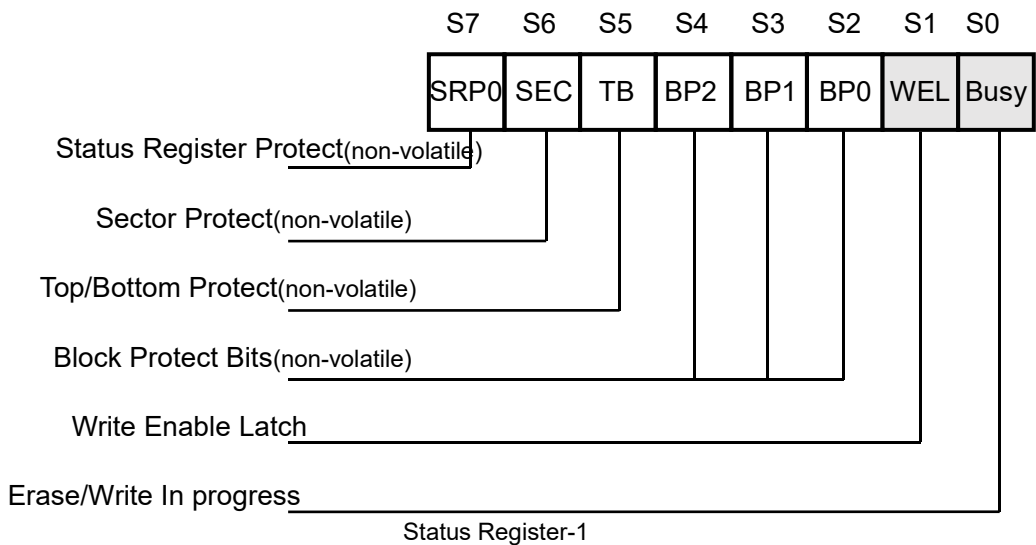 S7 S6 S5 S4 S3 S2 S1 S0
SRP0 SEC TB BP2 BP1 BP0 WEL Busy
Status Register Protect(non-volatile)
Sector Protect(non-volatile)
Top/Bottom Protect(non-volatile)
Block Protect Bits(non-volatile)
Write Enable Latch
Erase/Write In progress
Status Register-1